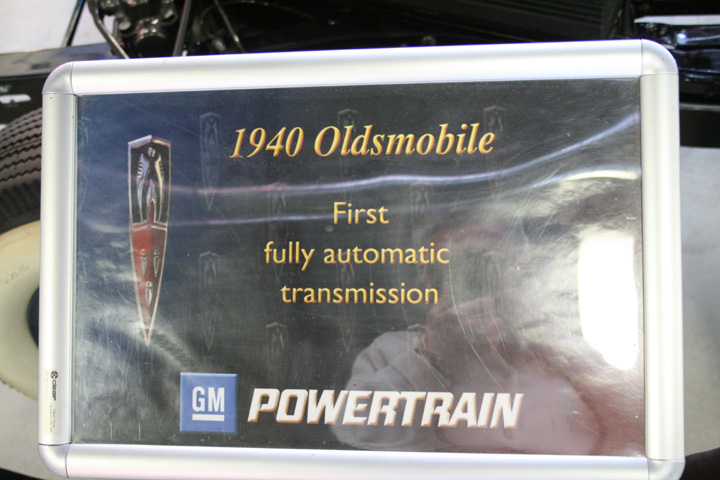 1940 Oldsmobile
First
fully automatic
transmission
GM POWERTRAIN